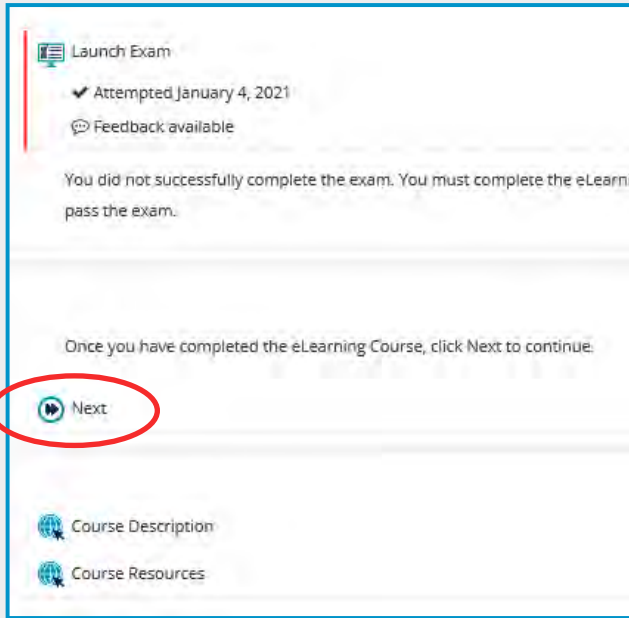 Launch Exam
Attempted January 4, 2021
Feedback available
You did not successfully complete the exam. You must complete the eLearn
pass the exam.
Once you have completed the eLearning Course, click Next to continue.
Next
Course Description
Course Resources